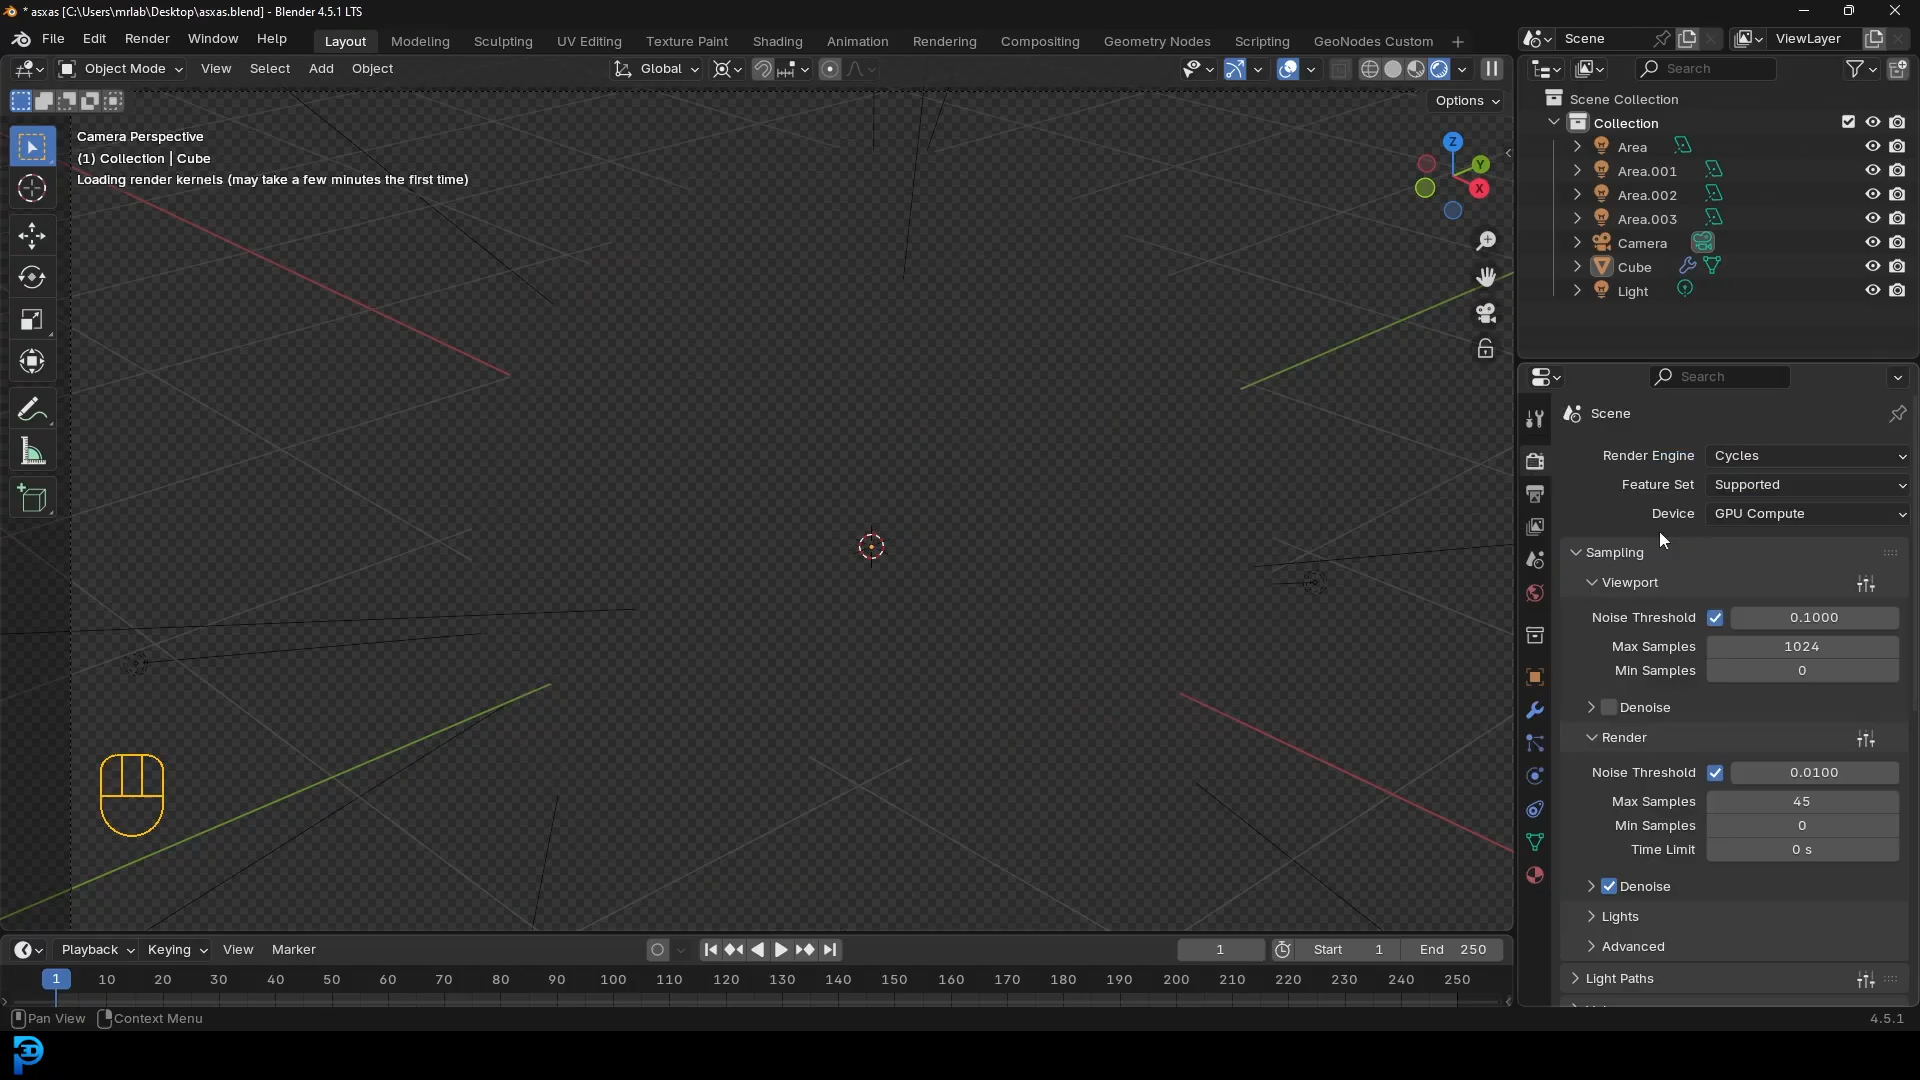 * asxas [C:\Users\mrlab\Desktop\asxas.blend] - Blender 4.5.1 LTS
File Edit Render Window Help
Layout Modeling Sculpting UV Editing Texture Paint Shading Animation Rendering Compositing Geometry Nodes Scripting GeoNodes Custom +
Scene
ViewLayer
Object Mode View Select Add Object
Global
Search
Options
Camera Perspective
(1) Collection | Cube
Loading render kernels (may take a few minutes the first time)
Z
Y
X
Scene Collection
Collection
Area
Area.001
Area.002
Area.003
Camera
Cube
Light
Search
Scene
Render Engine Cycles
Feature Set Supported
Device GPU Compute
Sampling
Viewport
Noise Threshold 0.1000
Max Samples 1024
Min Samples 0
Denoise
Render
Noise Threshold 0.0100
Max Samples 45
Min Samples 0
Time Limit 0 s
Denoise
Lights
Advanced
Light Paths
Playback Keying View Marker
1 Start 1 End 250
1 10 20 30 40 50 60 70 80 90 100 110 120 130 140 150 160 170 180 190 200 210 220 230 240 250
Pan View Context Menu
4.5.1